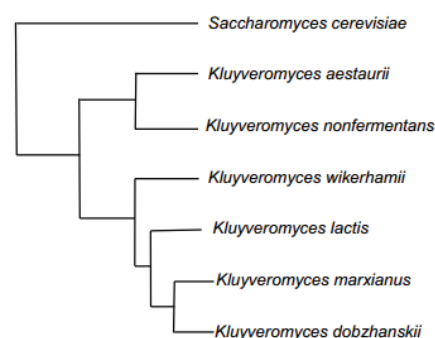 Saccharomyces cerevisiae
Kluyveromyces aestaurii
Kluyveromyces nonfermentans
Kluyveromyces wikerhamii
Kluyveromyces lactis
Kluyveromyces marxianus
Kluyveromyces dobzhanskii